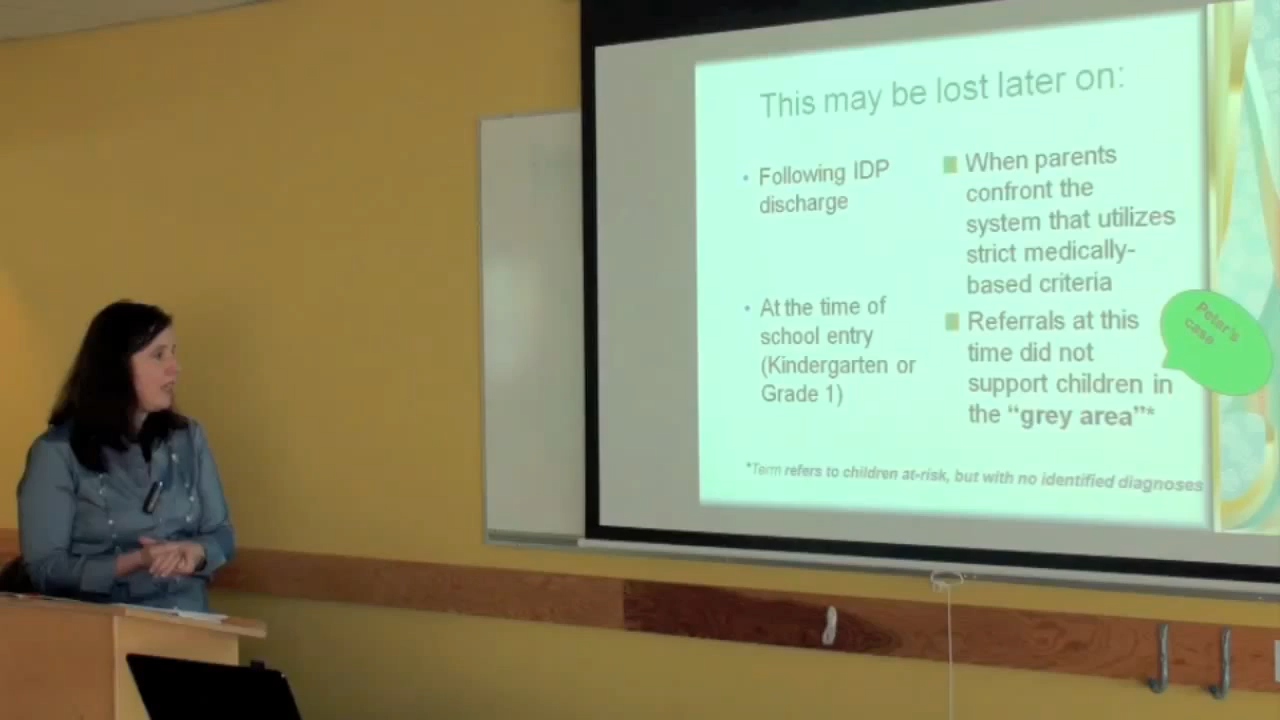 This may be lost later on:
• Following IDP
discharge
• At the time of
school entry
(Kindergarten or
Grade 1)
When parents
confront the
system that utilizes
strict medically-
based criteria
Referrals at this
time did not
support children in
the “grey area”*
Peter's
case
*Term refers to children at-risk, but with no identified diagnoses